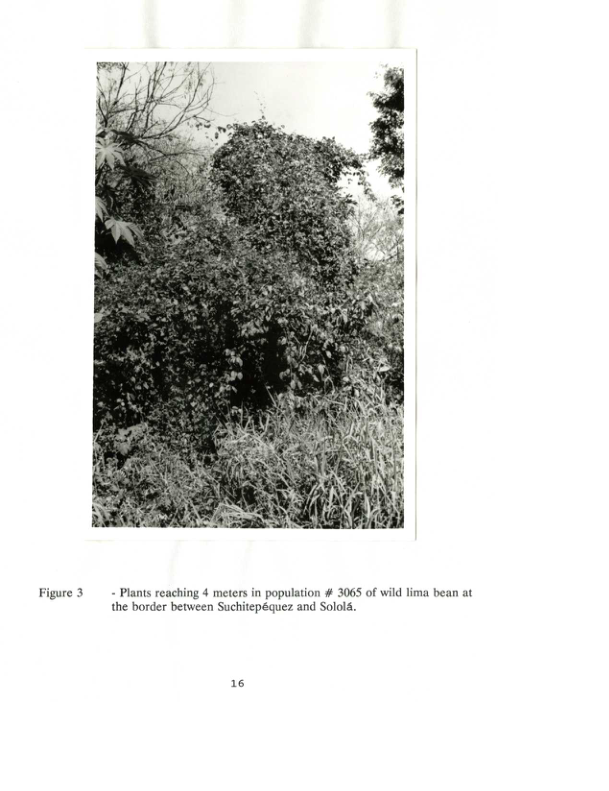 Figure 3 - Plants reaching 4 meters in population # 3065 of wild lima bean at
the border between Suchitepéquez and Sololá.
16